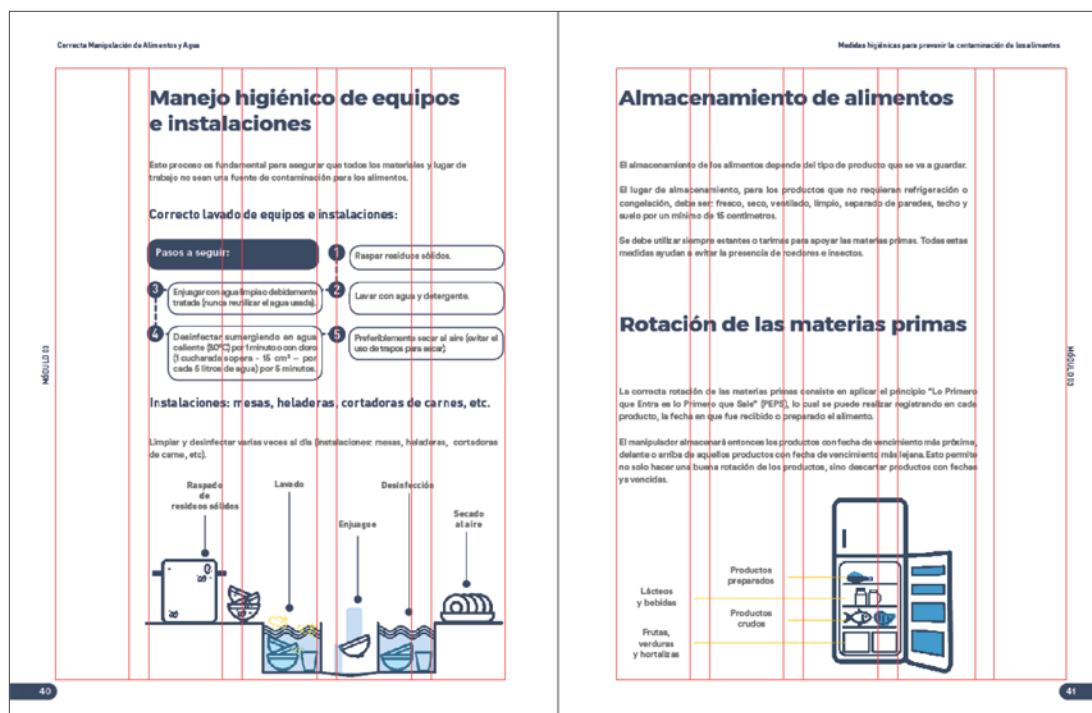 Correcta Manipulación de Alimentos y Agua
Manejo higiénico de equipos
e instalaciones
Este proceso es fundamental para asegurar que todos los materiales y lugar de
trabajo no sean una fuente de contaminación para los alimentos.
Correcto lavado de equipos e instalaciones:
Pasos a seguir:
1
Raspar residuos sólidos.
2
Lavar con agua y detergente.
3
Enjuagar con agua limpia o debidamente
tratada (nunca reutilizar el agua usada).
4
Desinfectar sumergiendo en agua
caliente (80°C) por 1 minuto o con cloro
(1 cucharada sopera - 15 cm³ – por
cada 5 litros de agua) por 5 minutos.
5
Preferiblemente secar al aire (evitar el
uso de trapos para secar).
Instalaciones: mesas, heladeras, cortadoras de carnes, etc.
Limpiar y desinfectar varias veces al día (instalaciones: mesas, heladeras, cortadoras
de carne, etc).
Raspado
de
residuos sólidos
Lavado
Enjuague
Desinfección
Secado
al aire
MÓDULO 03
40
Medidas higiénicas para prevenir la contaminación de los alimentos
Almacenamiento de alimentos
El almacenamiento de los alimentos depende del tipo de producto que se va a guardar.
El lugar de almacenamiento, para los productos que no requieran refrigeración o
congelación, debe ser: fresco, seco, ventilado, limpio, separado de paredes, techo y
suelo por un mínimo de 15 centímetros.
Se debe utilizar siempre estantes o tarimas para apoyar las materias primas. Todas estas
medidas ayudan a evitar la presencia de roedores e insectos.
Rotación de las materias primas
La correcta rotación de las materias primas consiste en aplicar el principio "Lo Primero
que Entra es lo Primero que Sale" (PEPS), lo cual se puede realizar registrando en cada
producto, la fecha en que fue recibido o preparado el alimento.
El manipulador almacenará entonces los productos con fecha de vencimiento más próxima,
delante o arriba de aquellos productos con fecha de vencimiento más lejana. Esto permite
no solo hacer una buena rotación de los productos, sino descartar productos con fechas
ya vencidas.
Productos
preparados
Lácteos
y bebidas
Productos
crudos
Frutas,
verduras
y hortalizas
MÓDULO 03
41